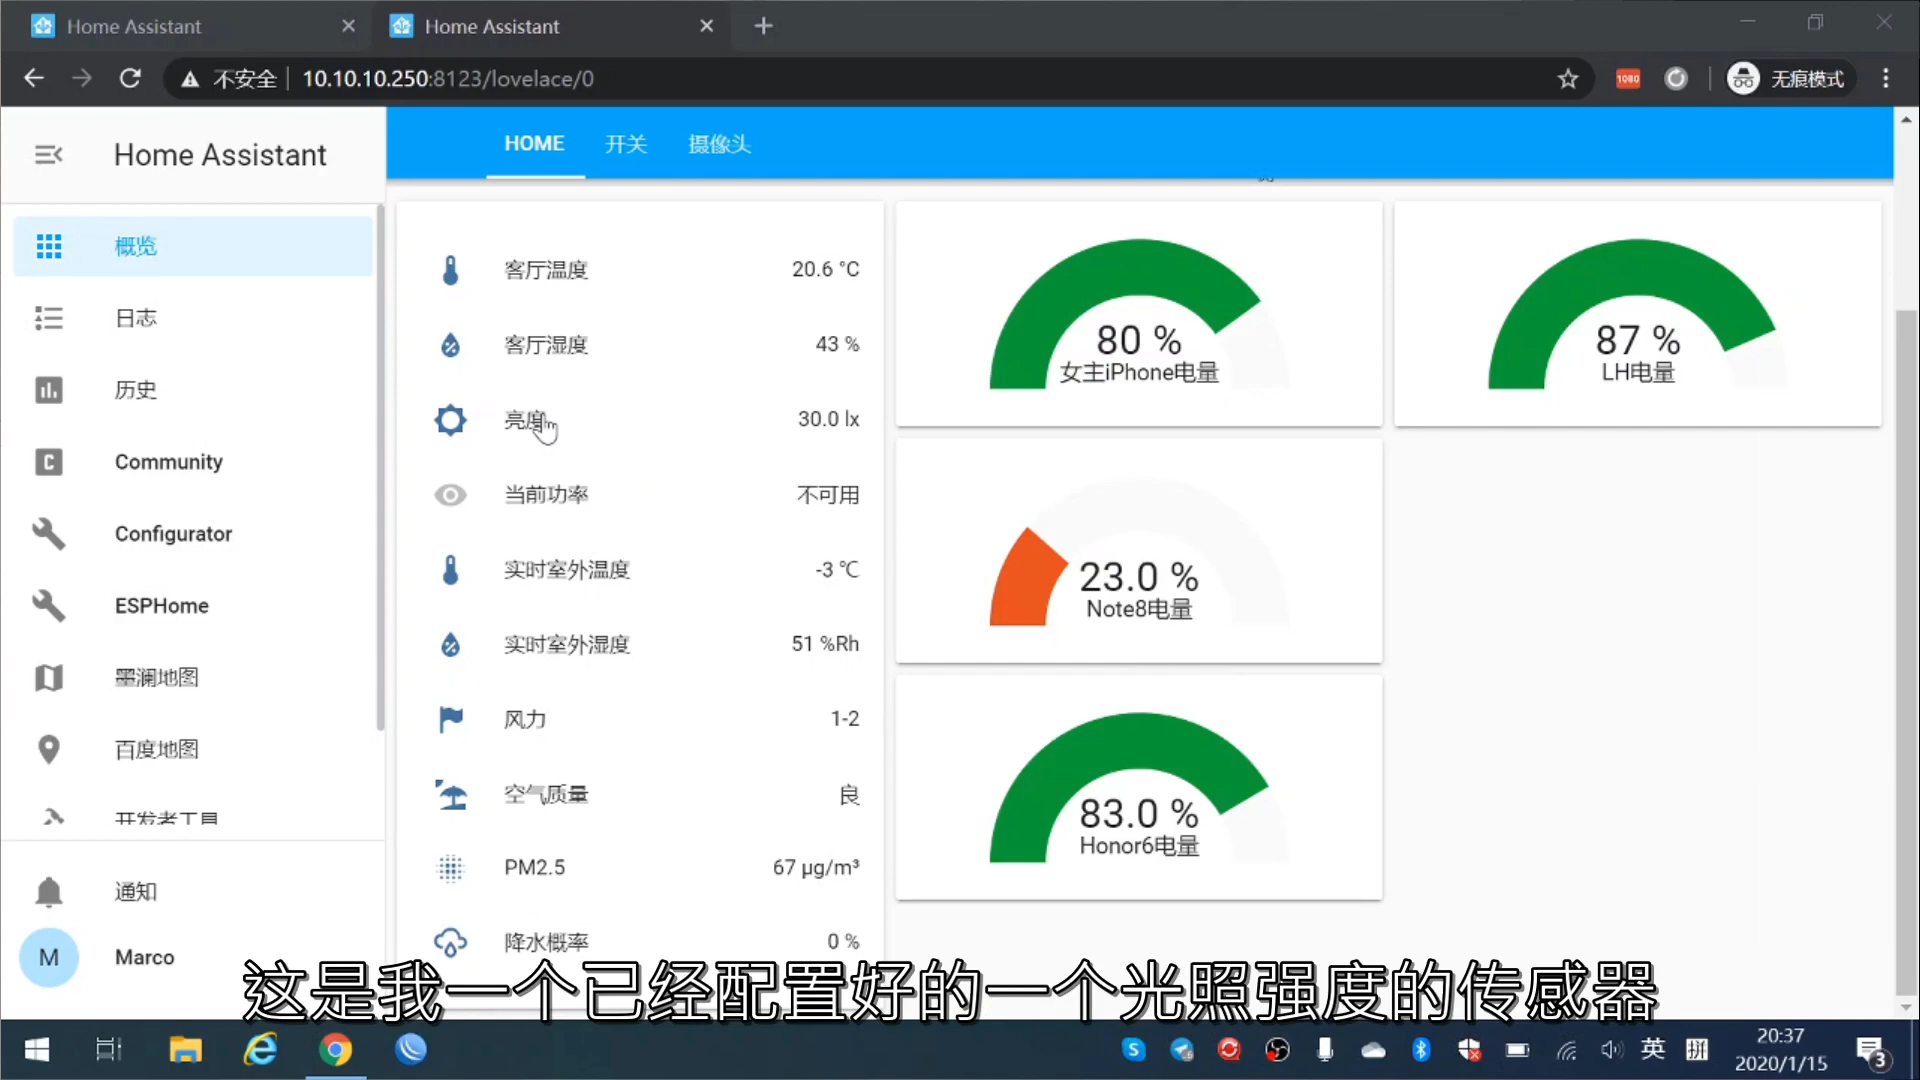 Home Assistant
Home Assistant
不安全
10.10.10.250:8123/lovelace/0
1080
无痕模式
Home Assistant
HOME
开关
摄像头
概览
日志
历史
C
Community
Configurator
ESPHome
墨澜地图
百度地图
开发者工具
通知
M
Marco
客厅温度
20.6 °C
客厅湿度
43 %
亮度
30.0 lx
当前功率
不可用
实时室外温度
-3 ℃
实时室外湿度
51 %Rh
风力
1-2
空气质量
良
PM2.5
67 μg/m³
降水概率
0 %
80 %
女主iPhone电量
87 %
LH电量
23.0 %
Note8电量
83.0 %
Honor6电量
这是我一个已经配置好的一个光照强度的传感器
英
拼
20:37
2020/1/15
3